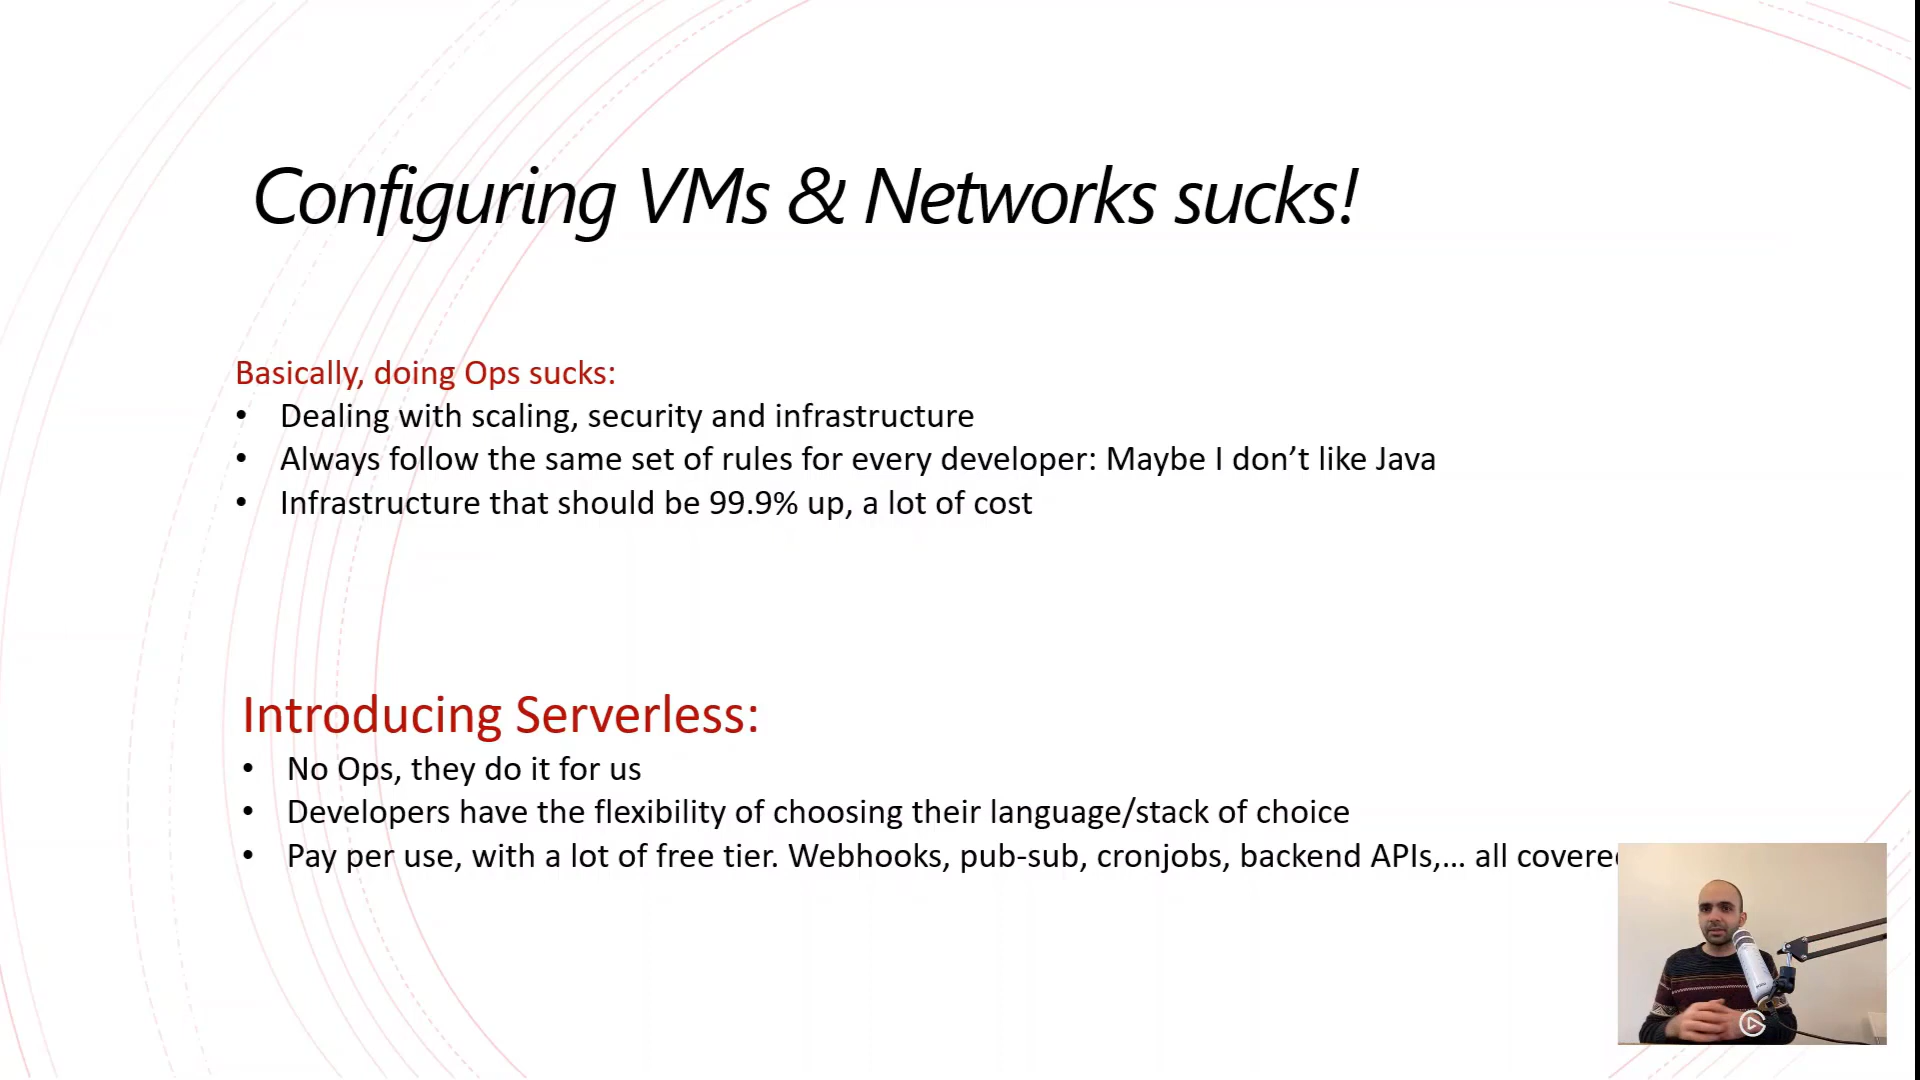 Configuring VMs & Networks sucks!
Basically, doing Ops sucks:
• Dealing with scaling, security and infrastructure
• Always follow the same set of rules for every developer: Maybe I don’t like Java
• Infrastructure that should be 99.9% up, a lot of cost
Introducing Serverless:
• No Ops, they do it for us
• Developers have the flexibility of choosing their language/stack of choice
• Pay per use, with a lot of free tier. Webhooks, pub-sub, cronjobs, backend APIs,... all